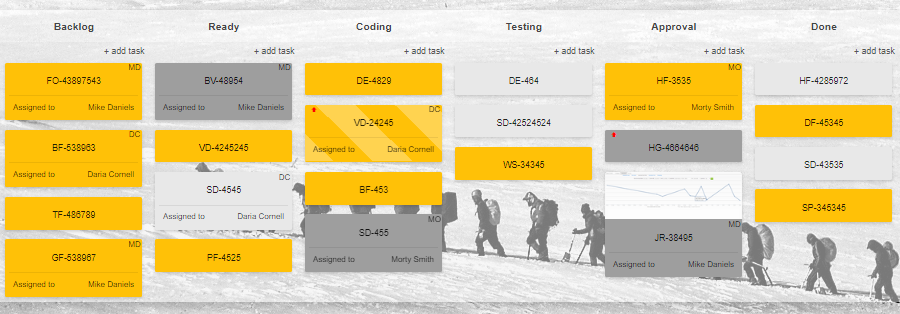 Backlog
+ add task
MD
FO-43897543
Assigned to Mike Daniels
DC
BF-538963
Assigned to Daria Cornell
TF-486789
MD
GF-538967
Assigned to Mike Daniels
Ready
+ add task
MD
BV-48954
Assigned to Mike Daniels
VD-4245245
DC
SD-4545
Assigned to Daria Cornell
PF-4525
Coding
+ add task
DE-4829
DC
VD-24245
Assigned to Daria Cornell
BF-453
MO
SD-455
Assigned to Morty Smith
Testing
+ add task
DE-464
SD-42524524
WS-34345
Approval
+ add task
MO
HF-3535
Assigned to Morty Smith
HG-4664646
MD
JR-38495
Assigned to Mike Daniels
Done
+ add task
HF-4285972
DF-45345
SD-43535
SP-345345